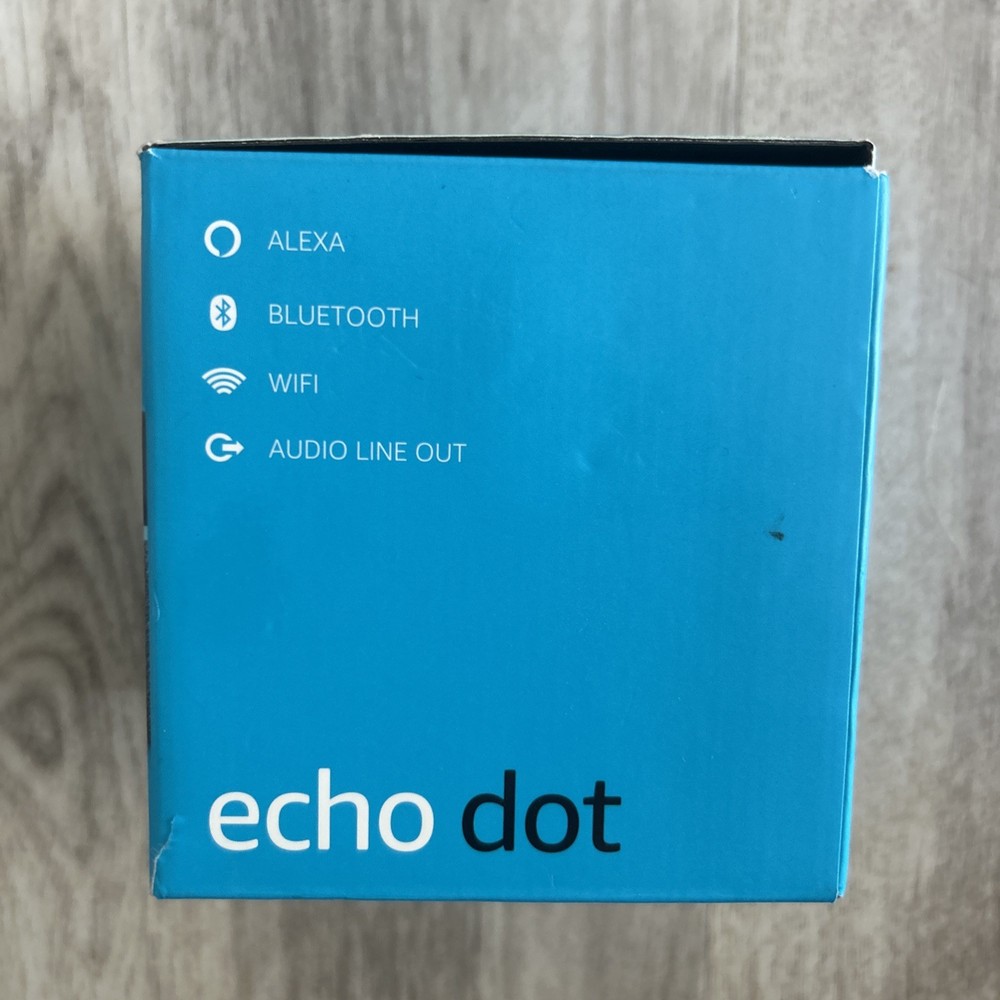 ALEXA
BLUETOOTH
WIFI
AUDIO LINE OUT
echo dot